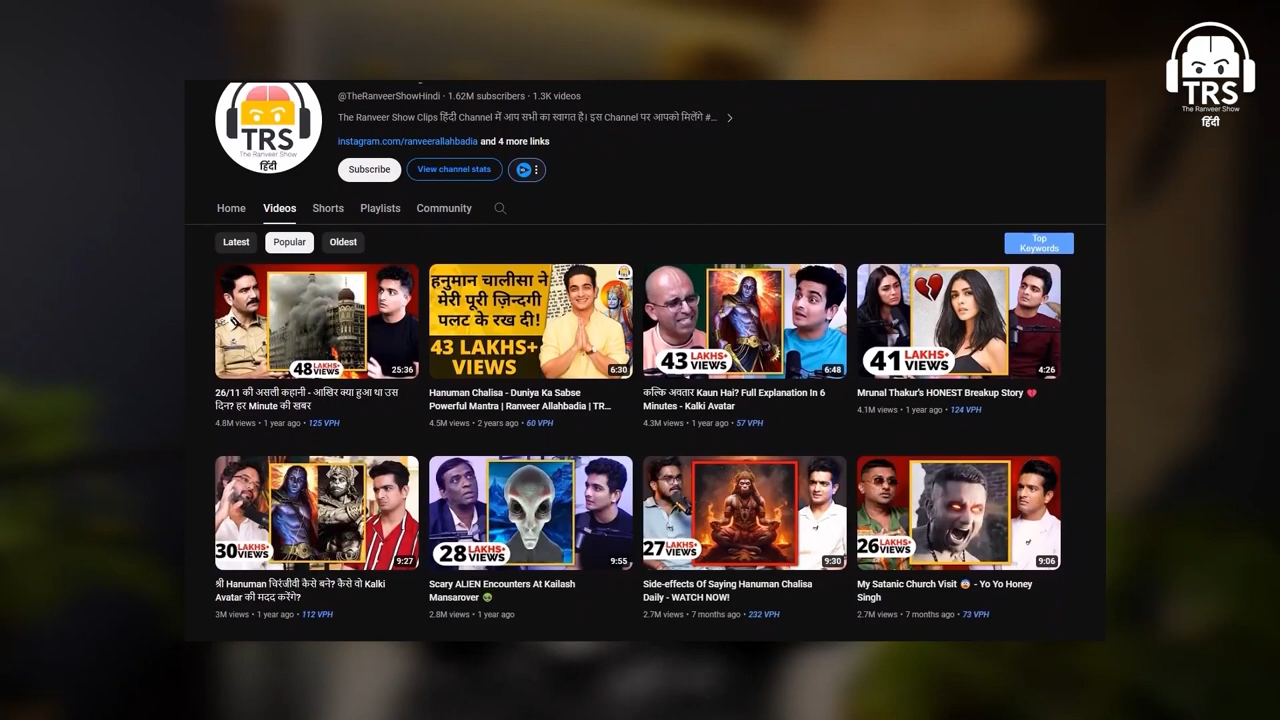 TRS
The Ranveer Show
हिंदी
TRS
The Ranveer Show
हिंदी
@TheRanveerShowHindi · 1.62M subscribers · 1.3K videos
The Ranveer Show Clips हिंदी Channel में आप सभी का स्वागत है। इस Channel पर आपको मिलेंगे #...
instagram.com/ranveerallahbadia and 4 more links
Subscribe
View channel stats
Home Videos Shorts Playlists Community
Latest Popular Oldest
Top
Keywords
48 LAKHS+
VIEWS
25:36
हनुमान चालीसा ने
मेरी पूरी ज़िन्दगी
पलट के रख दी!
43 LAKHS+
VIEWS
6:30
43 LAKHS+
VIEWS
6:48
41 LAKHS+
VIEWS
4:26
26/11 की असली कहानी - आखिर क्या हुआ था उस
दिन? हर Minute की खबर
4.8M views • 1 year ago • 125 VPH
Hanuman Chalisa - Duniya Ka Sabse
Powerful Mantra | Ranveer Allahbadia | TR...
4.5M views • 2 years ago • 60 VPH
कल्कि अवतार Kaun Hai? Full Explanation In 6
Minutes - Kalki Avatar
4.3M views • 1 year ago • 57 VPH
Mrunal Thakur's HONEST Breakup Story 💔
4.1M views • 1 year ago • 124 VPH
30 LAKHS+
VIEWS
9:27
28 LAKHS+
VIEWS
9:55
27 LAKHS+
VIEWS
9:30
26 LAKHS+
VIEWS
9:06
श्री Hanuman चिरंजीवी कैसे बने? कैसे वो Kalki
Avatar की मदद करेंगे?
3M views • 1 year ago • 112 VPH
Scary ALIEN Encounters At Kailash
Mansarover 👽
2.8M views • 1 year ago
Side-effects Of Saying Hanuman Chalisa
Daily - WATCH NOW!
2.7M views • 7 months ago • 232 VPH
My Satanic Church Visit 😨 - Yo Yo Honey
Singh
2.7M views • 7 months ago • 73 VPH